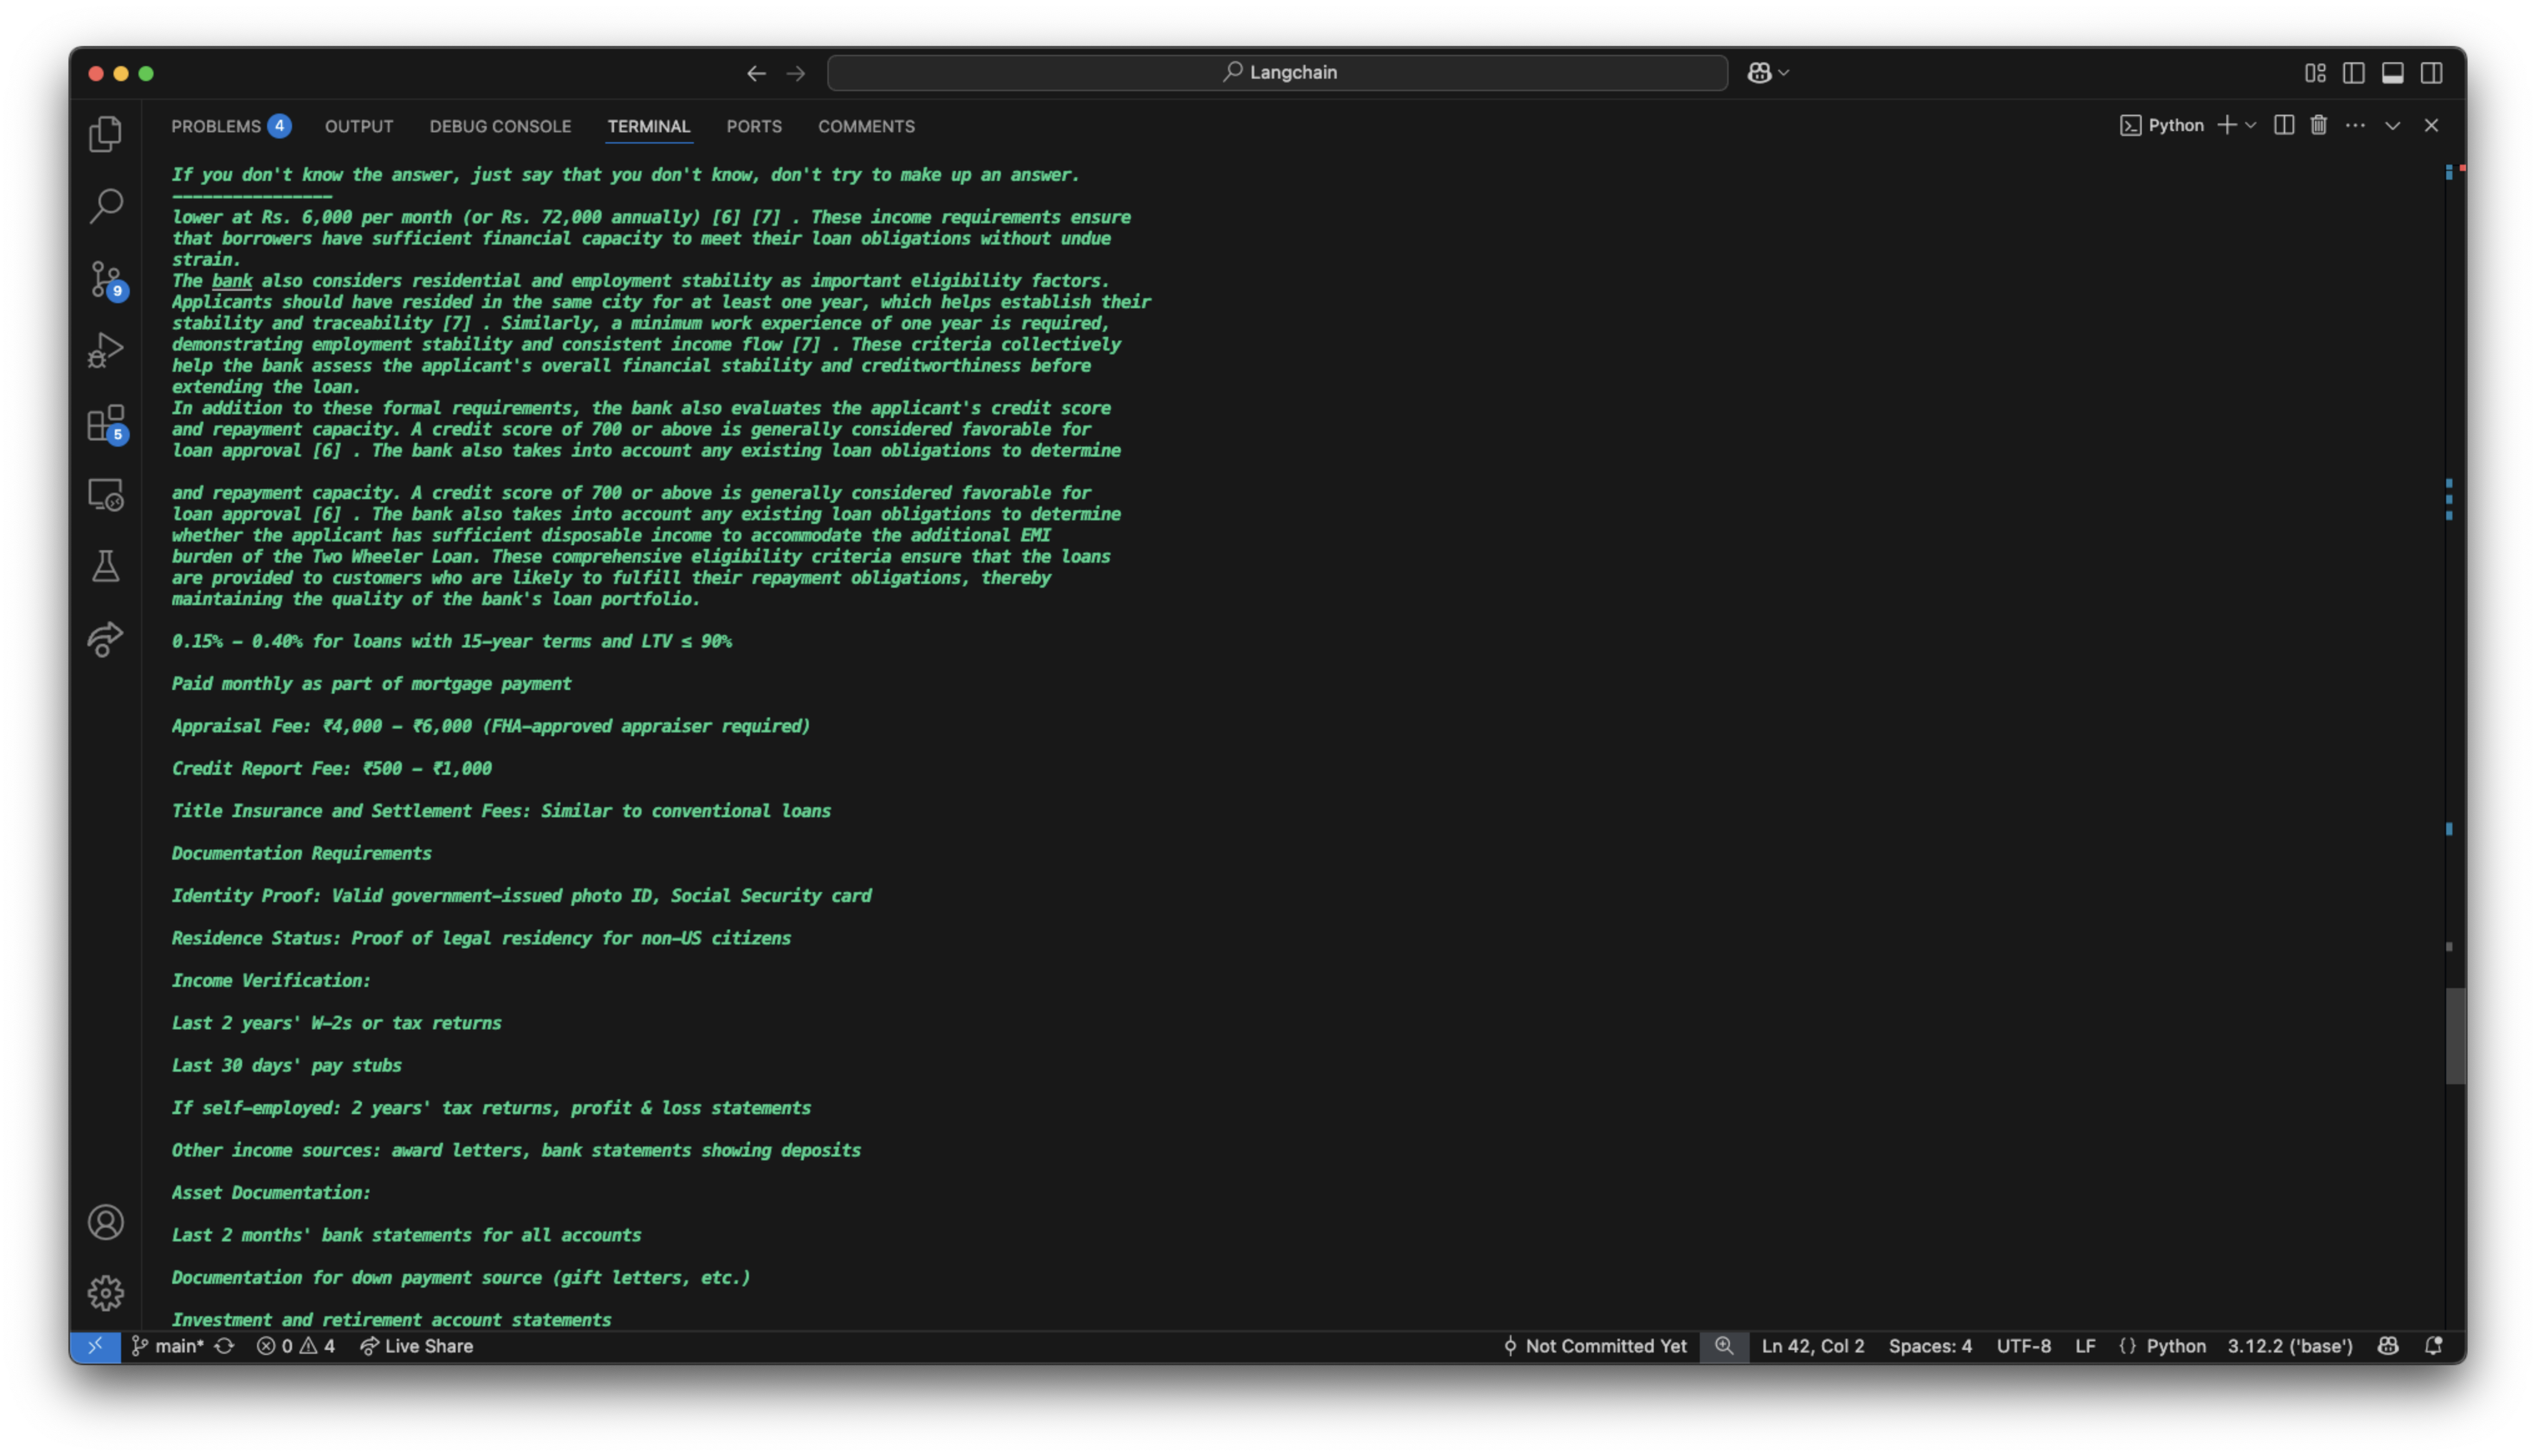 Langchain
PROBLEMS 4 OUTPUT DEBUG CONSOLE TERMINAL PORTS COMMENTS
Python
If you don't know the answer, just say that you don't know, don't try to make up an answer.
----------------
lower at Rs. 6,000 per month (or Rs. 72,000 annually) [6] [7] . These income requirements ensure
that borrowers have sufficient financial capacity to meet their loan obligations without undue
strain.
The bank also considers residential and employment stability as important eligibility factors.
Applicants should have resided in the same city for at least one year, which helps establish their
stability and traceability [7] . Similarly, a minimum work experience of one year is required,
demonstrating employment stability and consistent income flow [7] . These criteria collectively
help the bank assess the applicant's overall financial stability and creditworthiness before
extending the loan.
In addition to these formal requirements, the bank also evaluates the applicant's credit score
and repayment capacity. A credit score of 700 or above is generally considered favorable for
loan approval [6] . The bank also takes into account any existing loan obligations to determine
and repayment capacity. A credit score of 700 or above is generally considered favorable for
loan approval [6] . The bank also takes into account any existing loan obligations to determine
whether the applicant has sufficient disposable income to accommodate the additional EMI
burden of the Two Wheeler Loan. These comprehensive eligibility criteria ensure that the loans
are provided to customers who are likely to fulfill their repayment obligations, thereby
maintaining the quality of the bank's loan portfolio.
0.15% - 0.40% for loans with 15-year terms and LTV ≤ 90%
Paid monthly as part of mortgage payment
Appraisal Fee: ₹4,000 - ₹6,000 (FHA-approved appraiser required)
Credit Report Fee: ₹500 - ₹1,000
Title Insurance and Settlement Fees: Similar to conventional loans
Documentation Requirements
Identity Proof: Valid government-issued photo ID, Social Security card
Residence Status: Proof of legal residency for non-US citizens
Income Verification:
Last 2 years' W-2s or tax returns
Last 30 days' pay stubs
If self-employed: 2 years' tax returns, profit & loss statements
Other income sources: award letters, bank statements showing deposits
Asset Documentation:
Last 2 months' bank statements for all accounts
Documentation for down payment source (gift letters, etc.)
Investment and retirement account statements
9
5
main* 0 4 Live Share Not Committed Yet Ln 42, Col 2 Spaces: 4 UTF-8 LF {} Python 3.12.2 ('base')